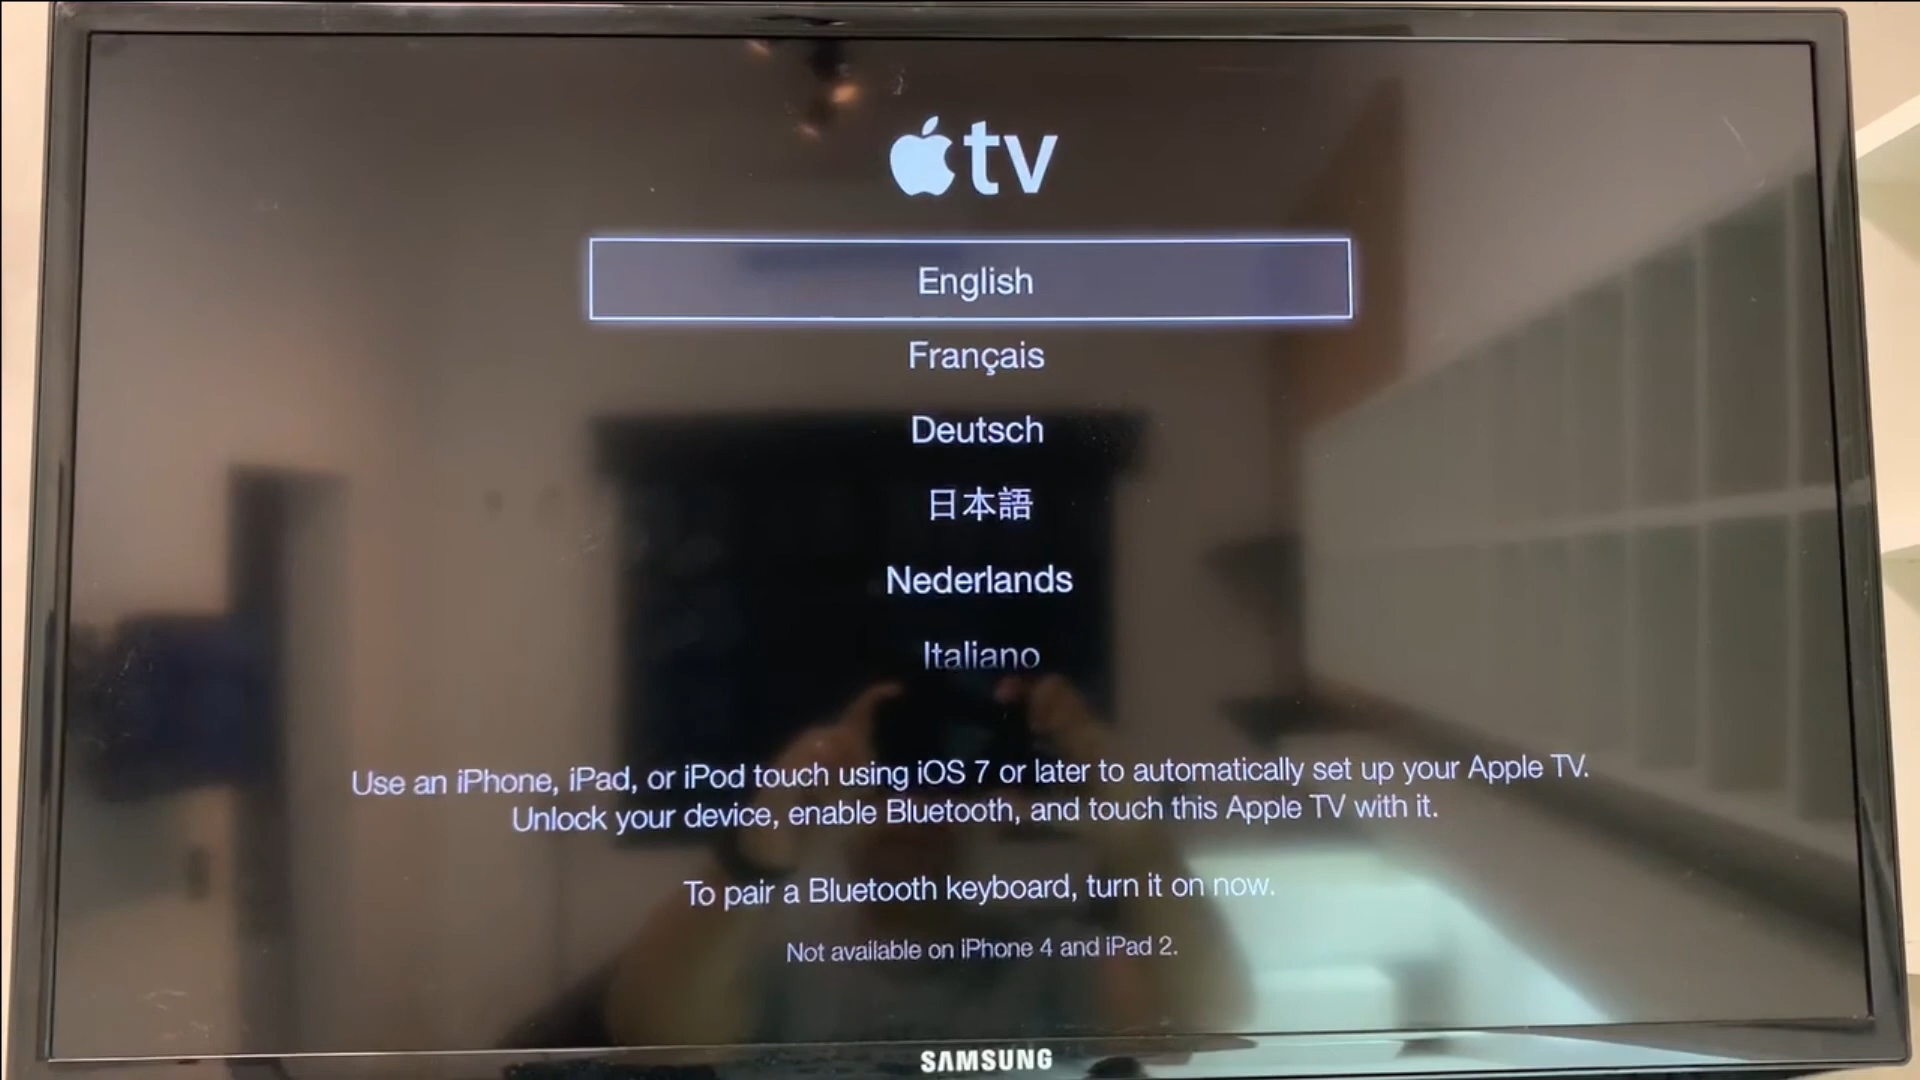 tv
English
Français
Deutsch
日本語
Nederlands
Italiano
Use an iPhone, iPad, or iPod touch using iOS 7 or later to automatically set up your Apple TV.
Unlock your device, enable Bluetooth, and touch this Apple TV with it.
To pair a Bluetooth keyboard, turn it on now.
Not available on iPhone 4 and iPad 2.
SAMSUNG